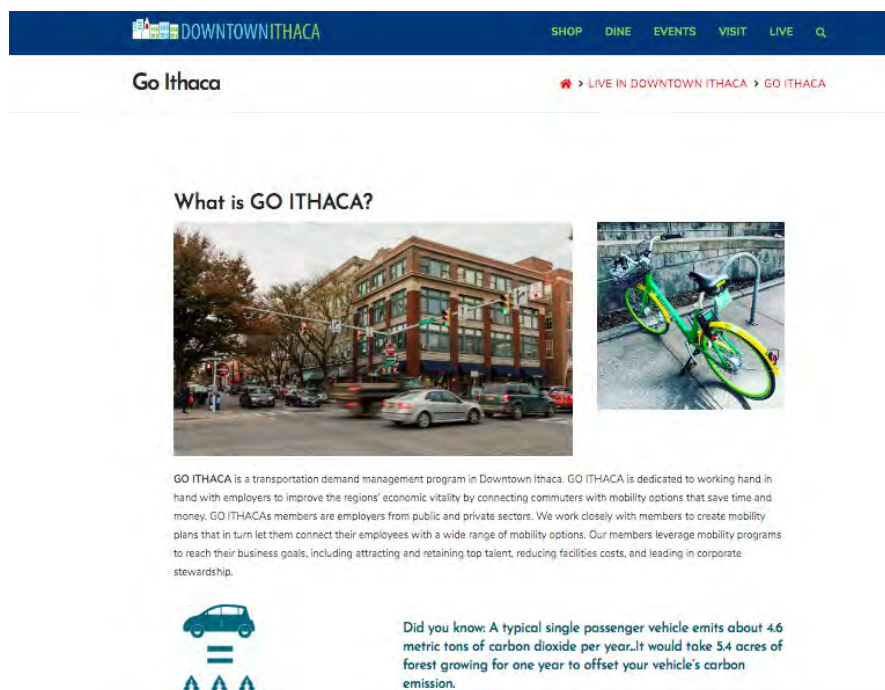 DOWNTOWNITHACA
SHOP DINE EVENTS VISIT LIVE
Go Ithaca
> LIVE IN DOWNTOWN ITHACA > GO ITHACA
What is GO ITHACA?
GO ITHACA is a transportation demand management program in Downtown Ithaca. GO ITHACA is dedicated to working hand in
hand with employers to improve the regions' economic vitality by connecting commuters with mobility options that save time and
money. GO ITHACAs members are employers from public and private sectors. We work closely with members to create mobility
plans that in turn let them connect their employees with a wide range of mobility options. Our members leverage mobility programs
to reach their business goals, including attracting and retaining top talent, reducing facilities costs, and leading in corporate
stewardship.
Did you know: A typical single passenger vehicle emits about 4.6
metric tons of carbon dioxide per year...It would take 5.4 acres of
forest growing for one year to offset your vehicle's carbon
emission.